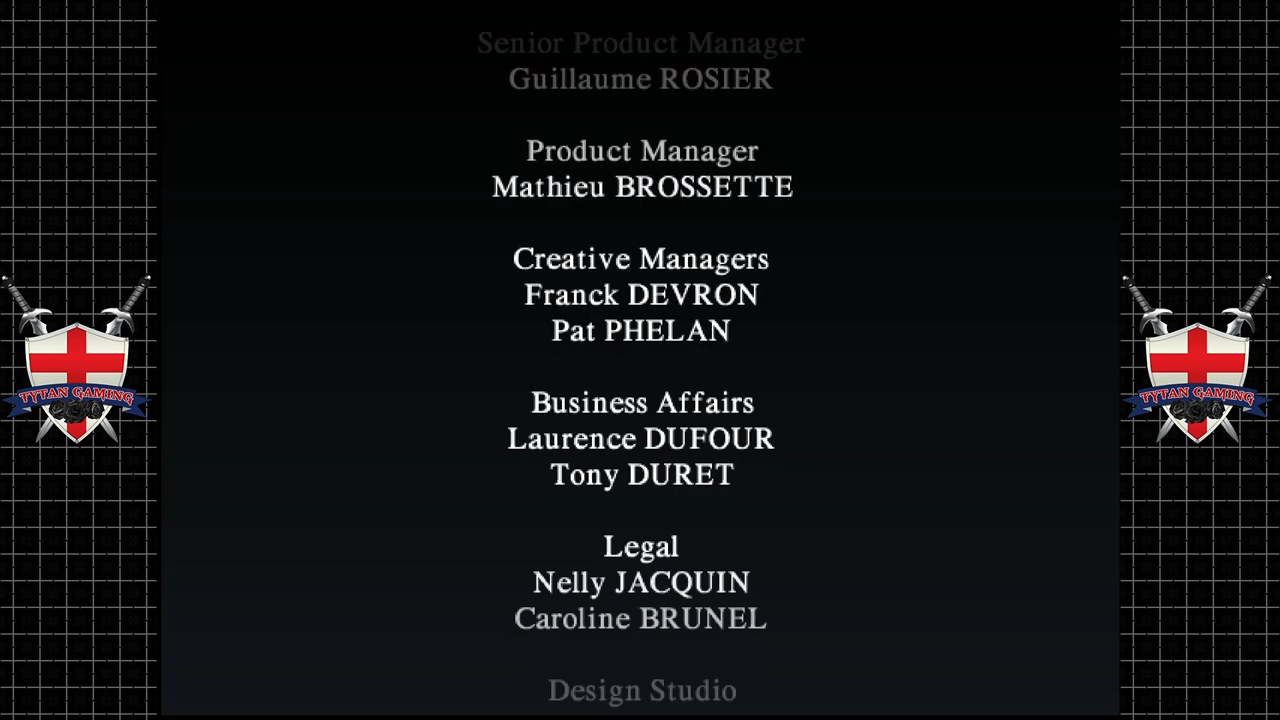 Senior Product Manager
Guillaume ROSIER
Product Manager
Mathieu BROSSETTE
Creative Managers
Franck DEVRON
Pat PHELAN
Business Affairs
Laurence DUFOUR
Tony DURET
Legal
Nelly JACQUIN
Caroline BRUNEL
Design Studio
TYTAN GAMING
TYTAN GAMING